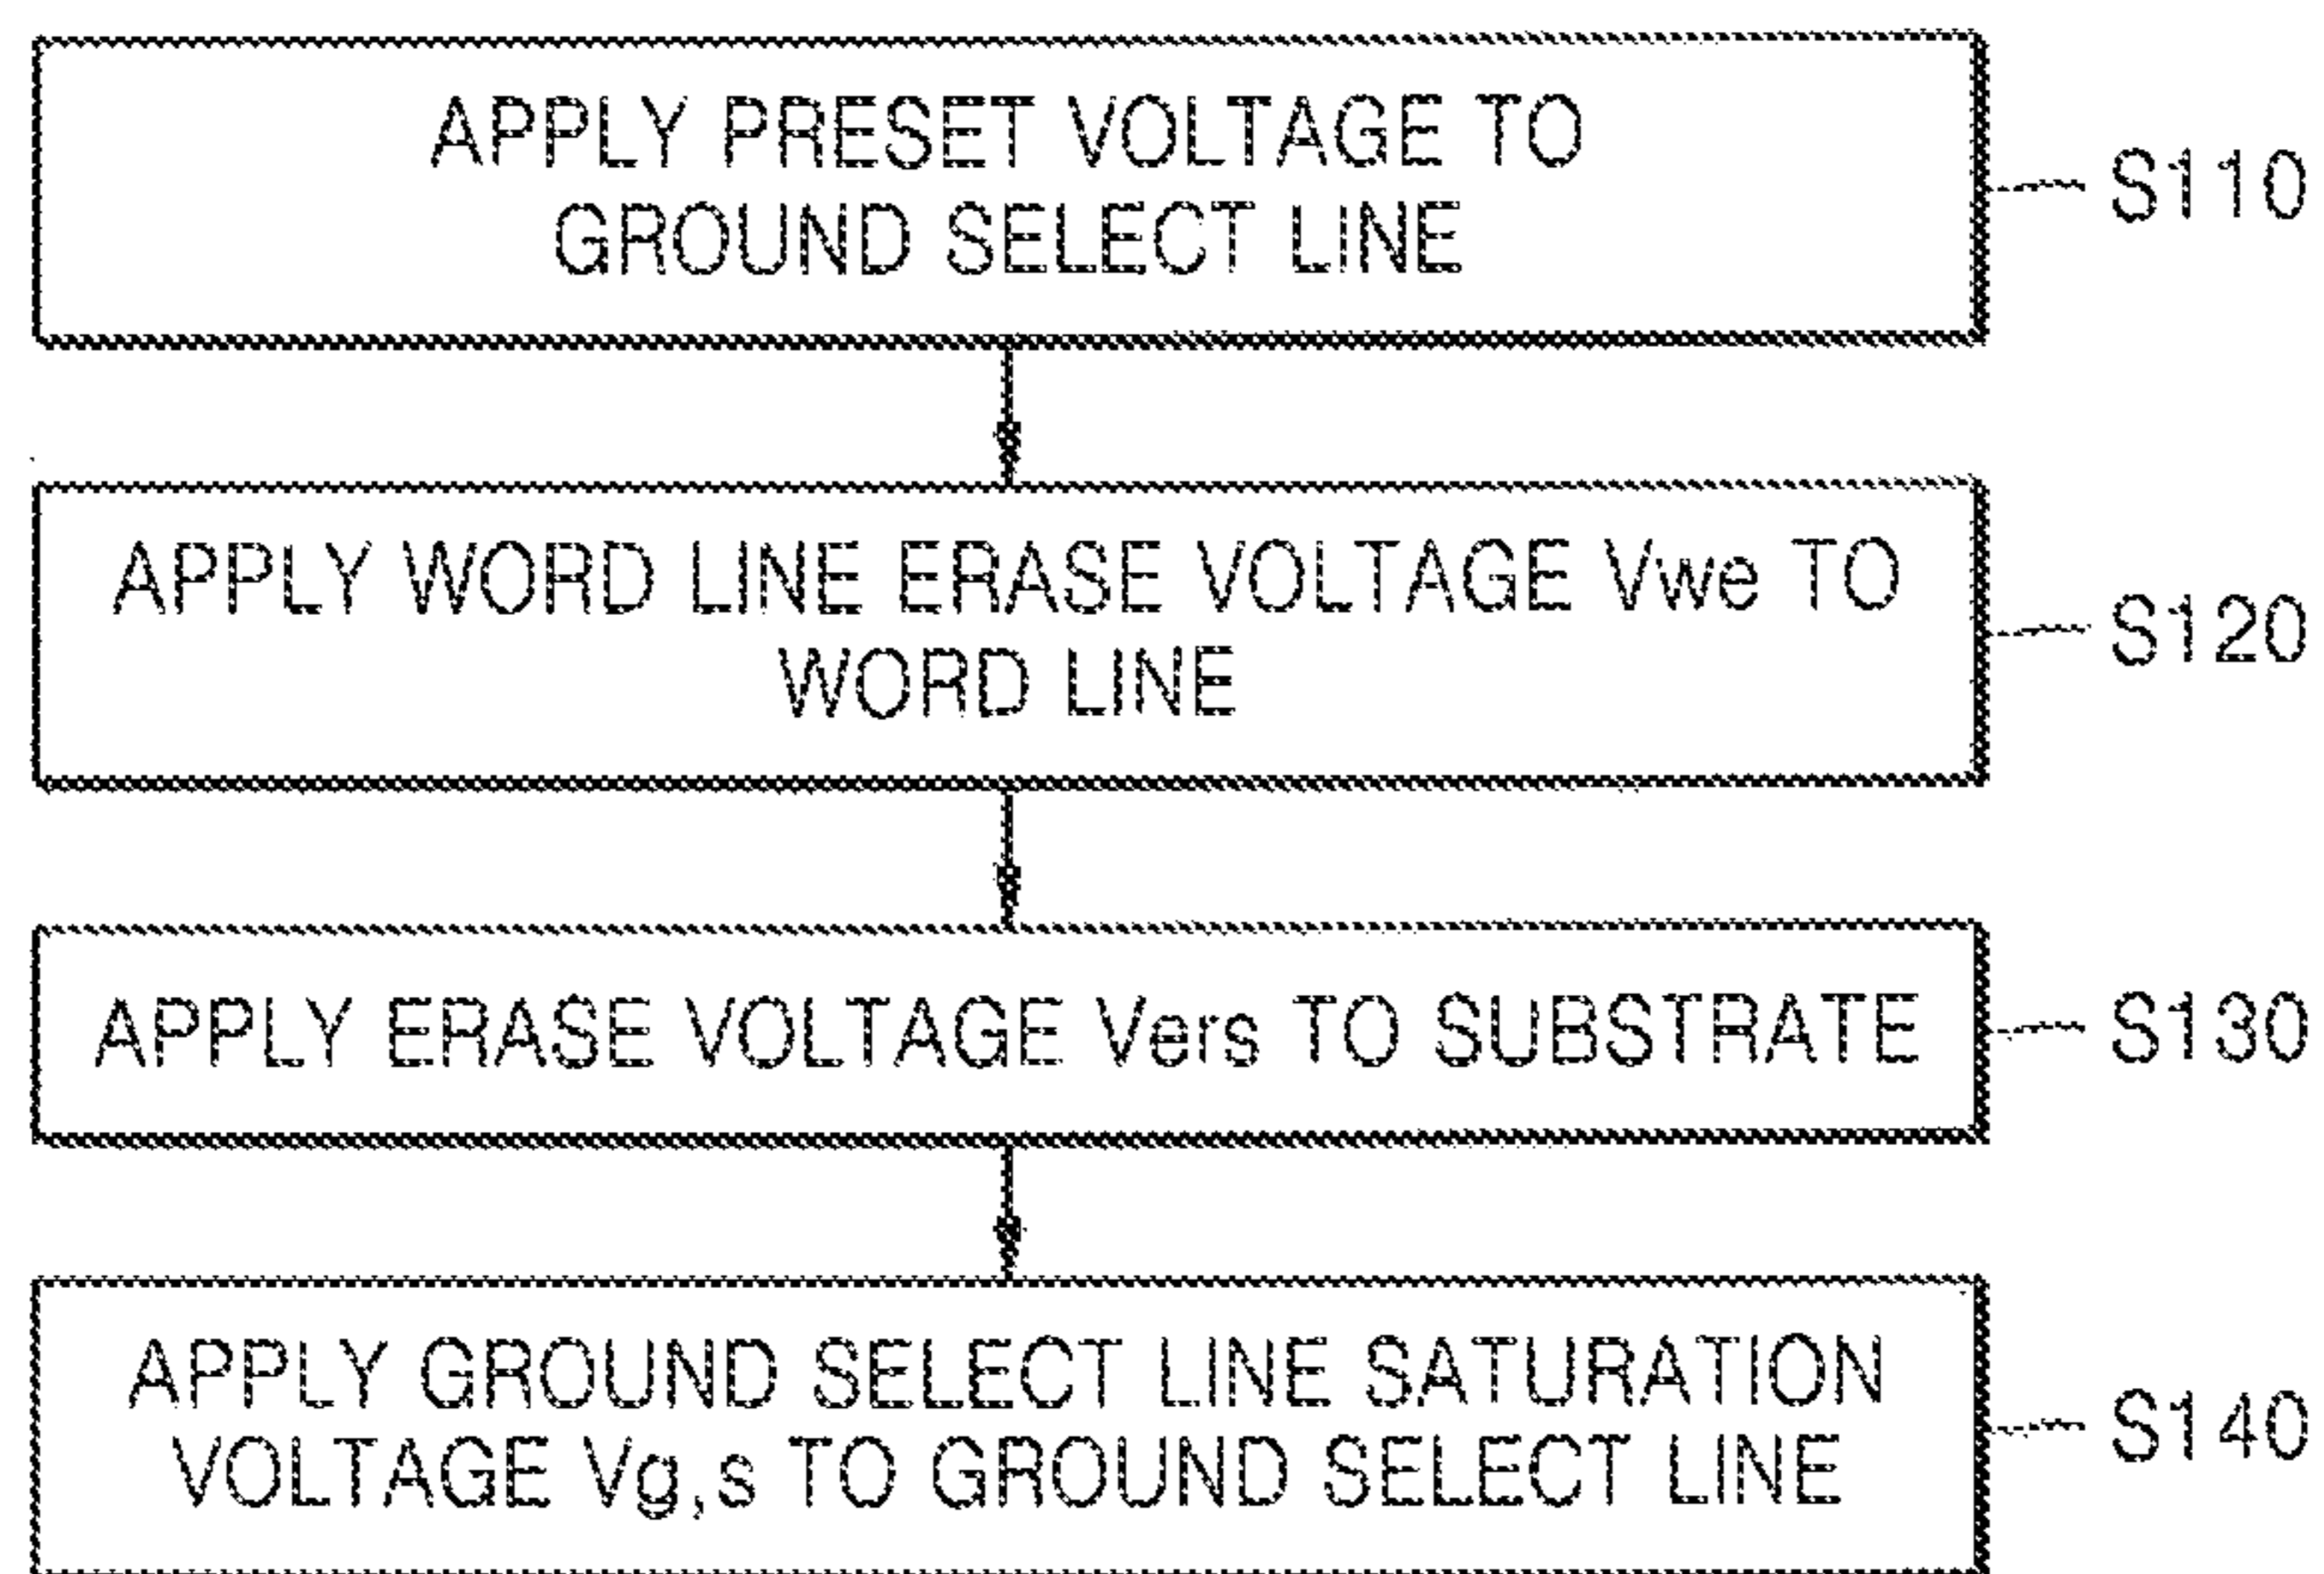 APPLY PRESET VOLTAGE TO
GROUND SELECT LINE
S110
APPLY WORD LINE ERASE VOLTAGE Vwe TO
WORD LINE
S120
APPLY ERASE VOLTAGE Vers TO SUBSTRATE
S130
APPLY GROUND SELECT LINE SATURATION
VOLTAGE Vg,s TO GROUND SELECT LINE
S140